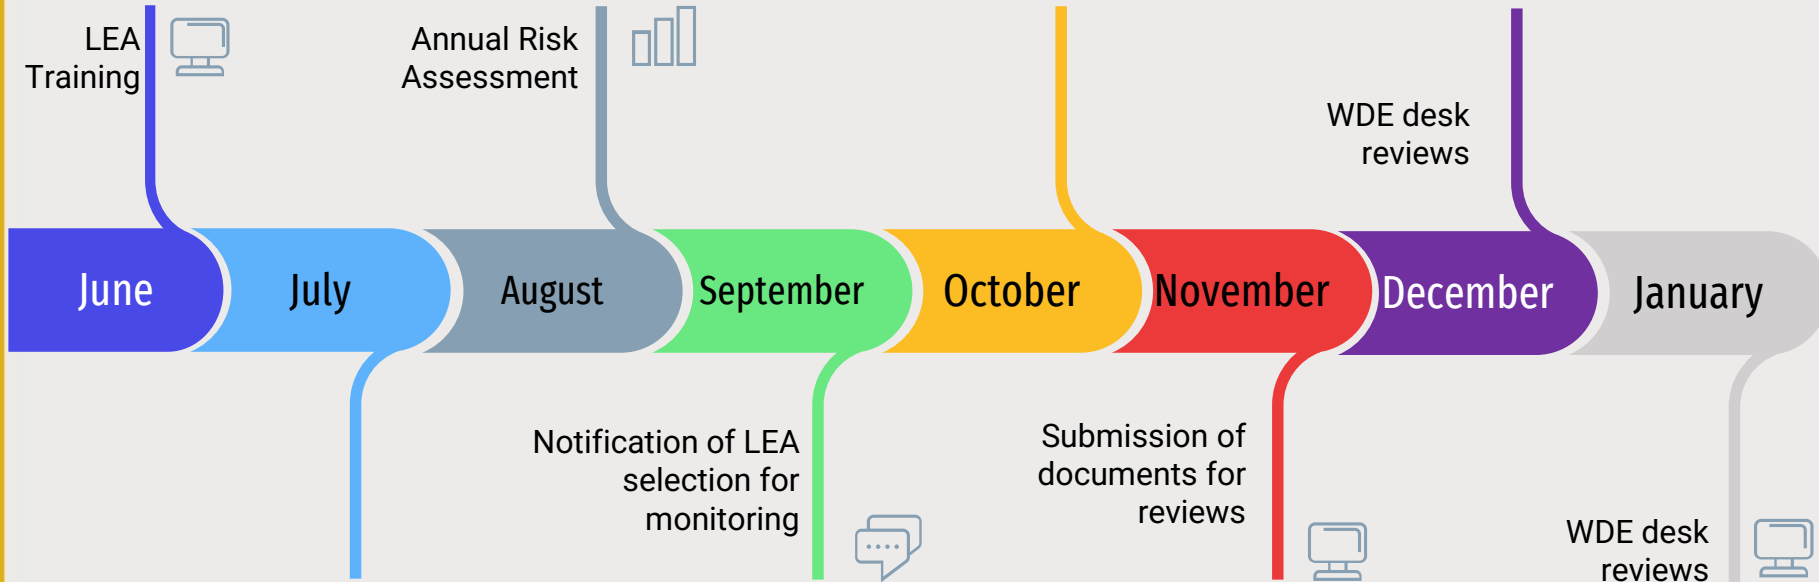 LEA
Training
Annual Risk
Assessment
WDE desk
reviews
June
July
August
September
October
November
December
January
Notification of LEA
selection for
monitoring
Submission of
documents for
reviews
WDE desk
reviews